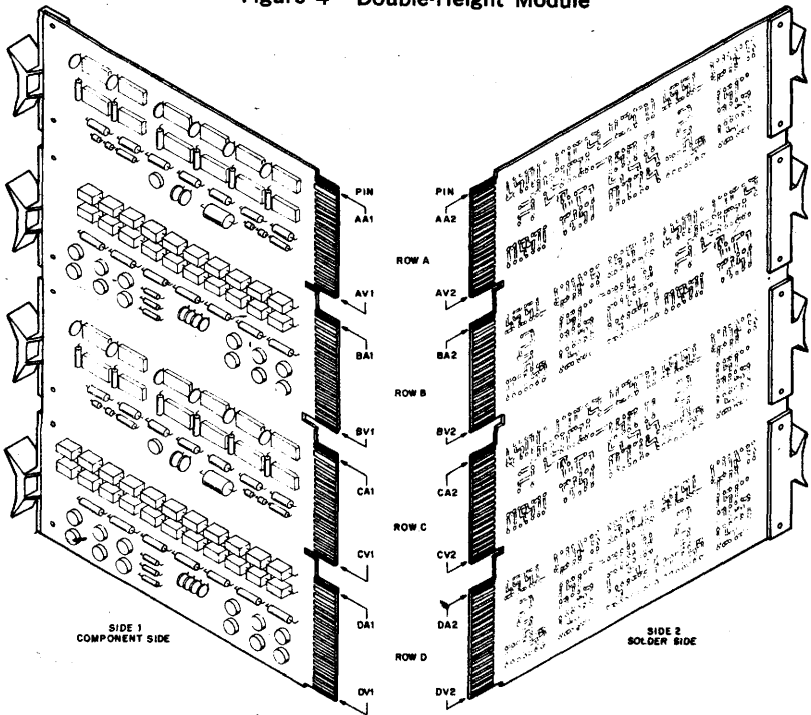 Figure 4 Double-Height Module
PIN
AA1
ROW A
AV1
BA1
ROW B
BV1
CA1
ROW C
CV1
DA1
ROW D
DV1
PIN
AA2
AV2
BA2
BV2
CA2
CV2
DA2
DV2
SIDE 1
COMPONENT SIDE
SIDE 2
SOLDER SIDE